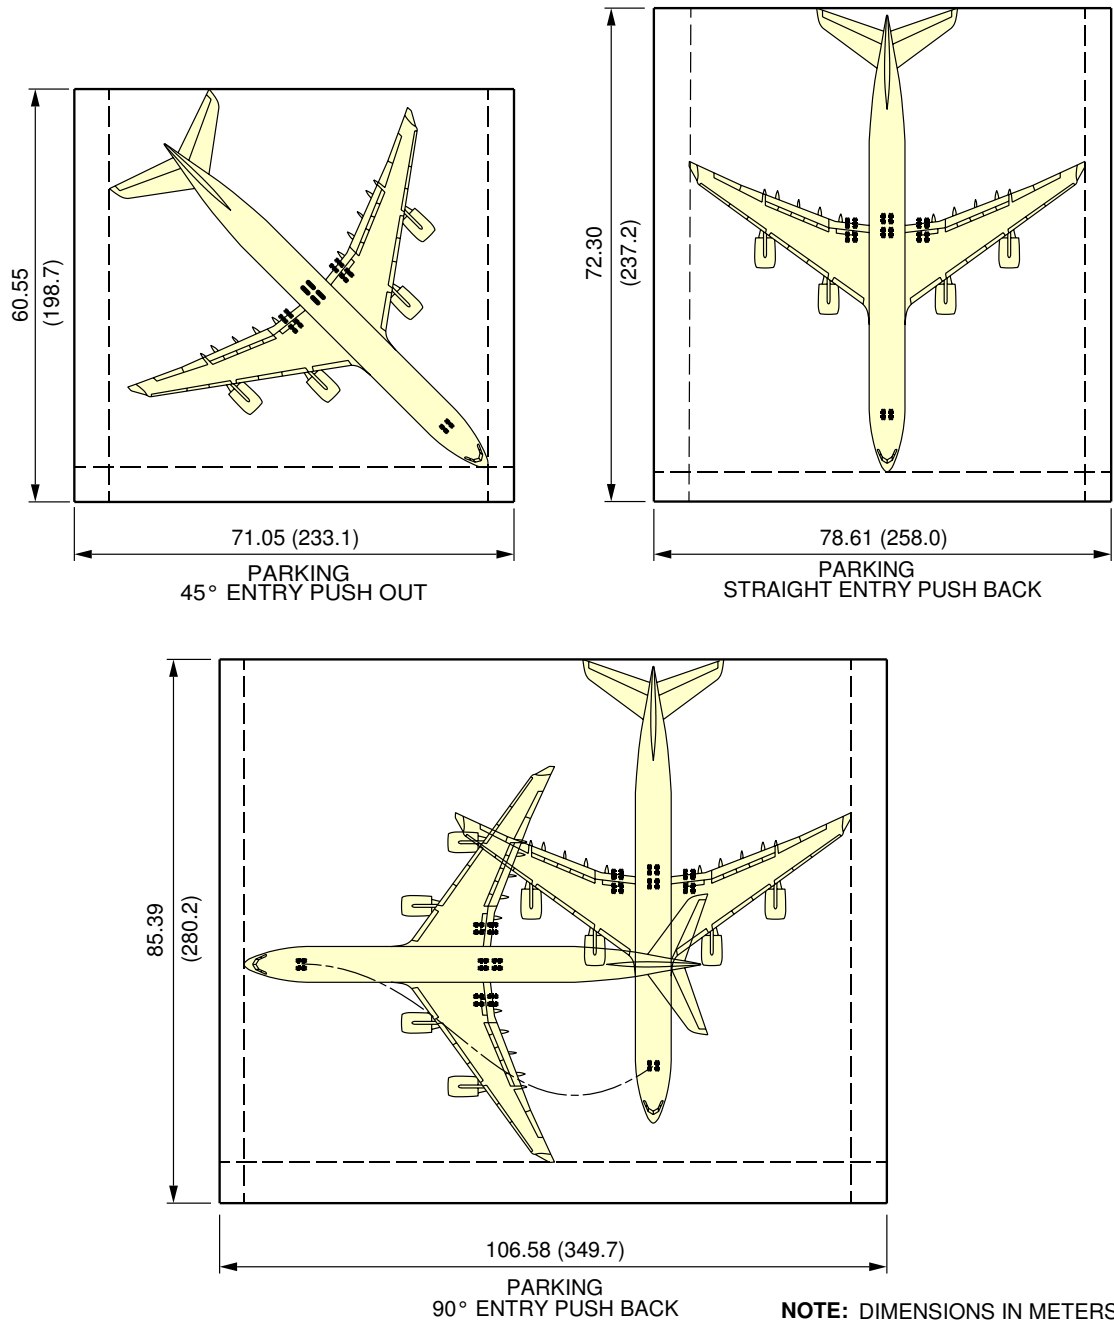 60.55
(198.7)
71.05 (233.1)
PARKING
45° ENTRY PUSH OUT
72.30
(237.2)
78.61 (258.0)
PARKING
STRAIGHT ENTRY PUSH BACK
85.39
(280.2)
106.58 (349.7)
PARKING
90° ENTRY PUSH BACK
NOTE: DIMENSIONS IN METERS